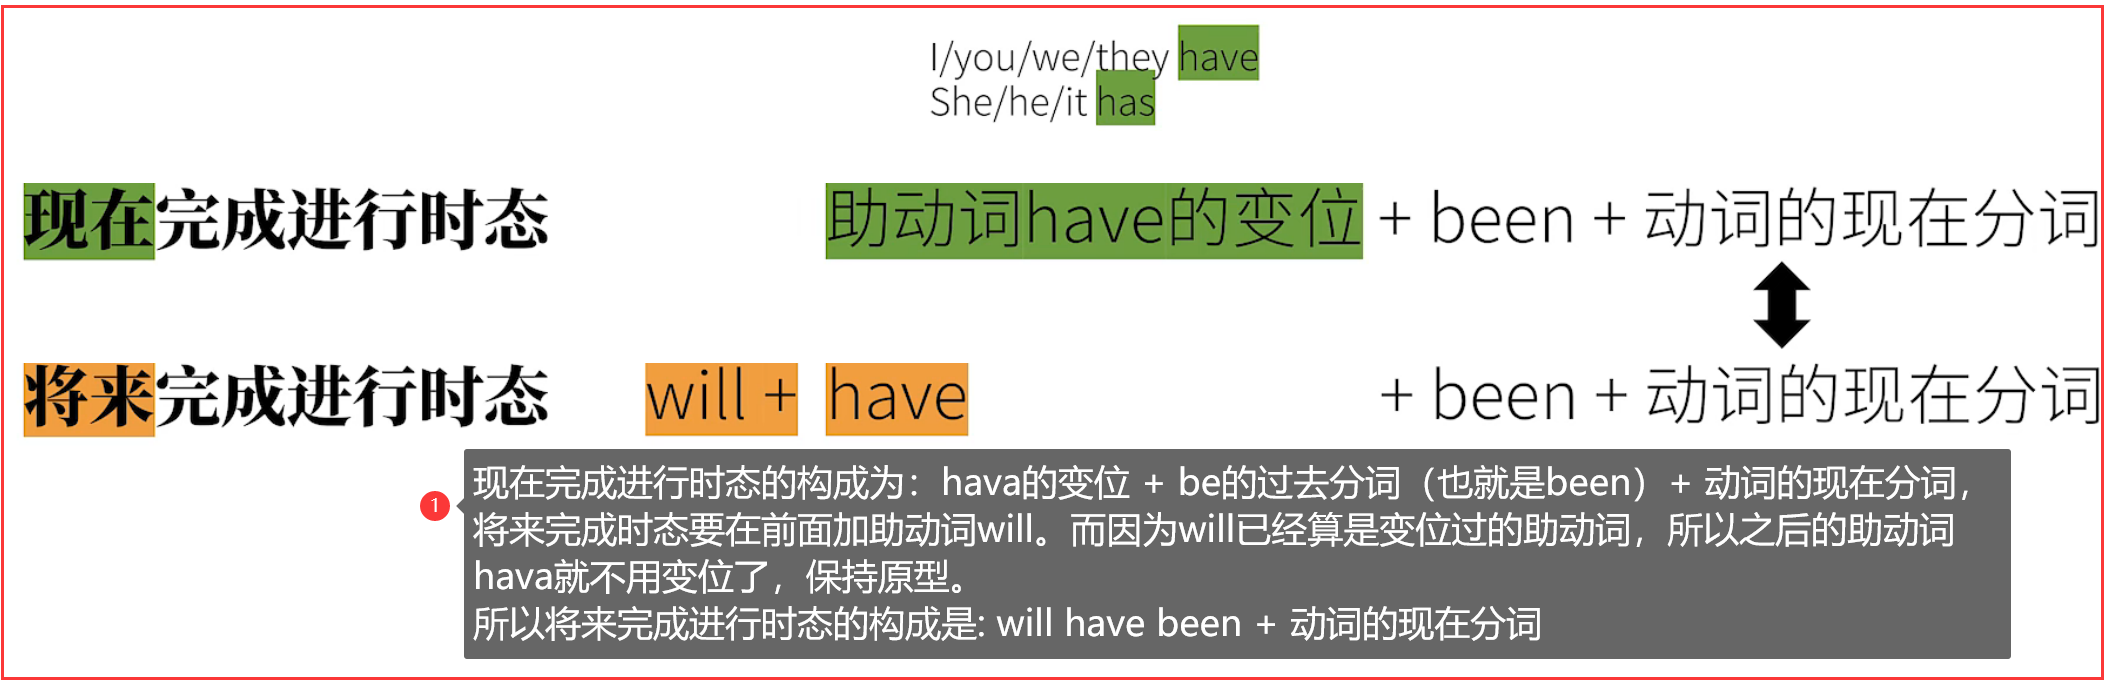 I/you/we/they have
She/he/it has
现在完成进行时态 助动词have的变位 + been + 动词的现在分词
将来完成进行时态 will + have + been + 动词的现在分词
1
现在完成进行时态的构成为：hava的变位 + be的过去分词（也就是been）+ 动词的现在分词，
将来完成时态要在前面加助动词will。而因为will已经算是变位过的助动词，所以之后的助动词
hava就不用变位了，保持原型。
所以将来完成进行时态的构成是: will have been + 动词的现在分词